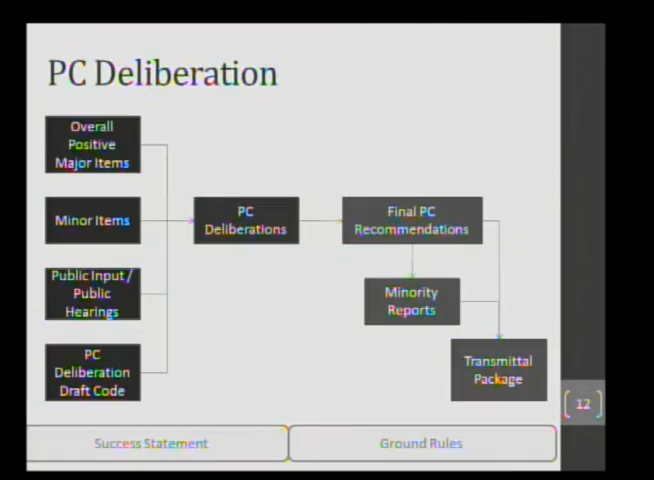 PC Deliberation
Overall
Positive
Major Items
Minor Items
Public Input /
Public
Hearings
PC
Deliberation
Draft Code
PC
Deliberations
Final PC
Recommendations
Minority
Reports
Transmittal
Package
12
Success Statement
Ground Rules